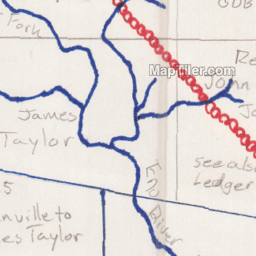 Fork
MapTiler.com
John
James
Taylor
See also
Ledger
Eno
River
5
nville to
es Taylor